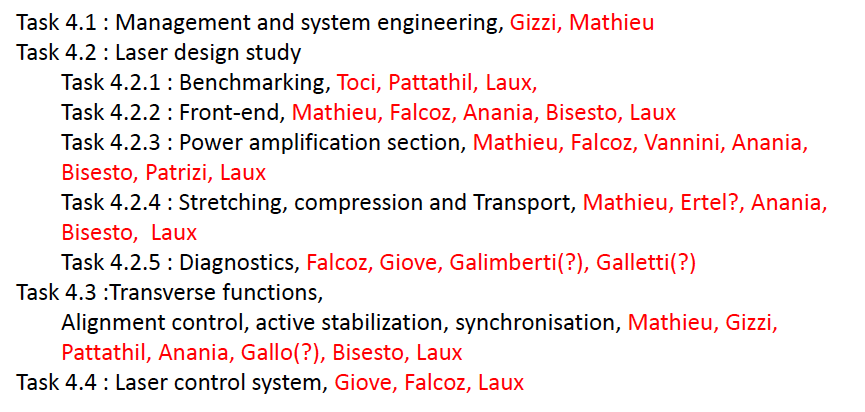 Task 4.1 : Management and system engineering, Gizzi, Mathieu
Task 4.2 : Laser design study
Task 4.2.1 : Benchmarking, Toci, Pattathil, Laux,
Task 4.2.2 : Front-end, Mathieu, Falcoz, Anania, Bisesto, Laux
Task 4.2.3 : Power amplification section, Mathieu, Falcoz, Vannini, Anania,
Bisesto, Patrizi, Laux
Task 4.2.4 : Stretching, compression and Transport, Mathieu, Ertel?, Anania,
Bisesto,  Laux
Task 4.2.5 : Diagnostics, Falcoz, Giove, Galimberti(?), Galletti(?)
Task 4.3 :Transverse functions,
Alignment control, active stabilization, synchronisation, Mathieu, Gizzi,
Pattathil, Anania, Gallo(?), Bisesto, Laux
Task 4.4 : Laser control system, Giove, Falcoz, Laux